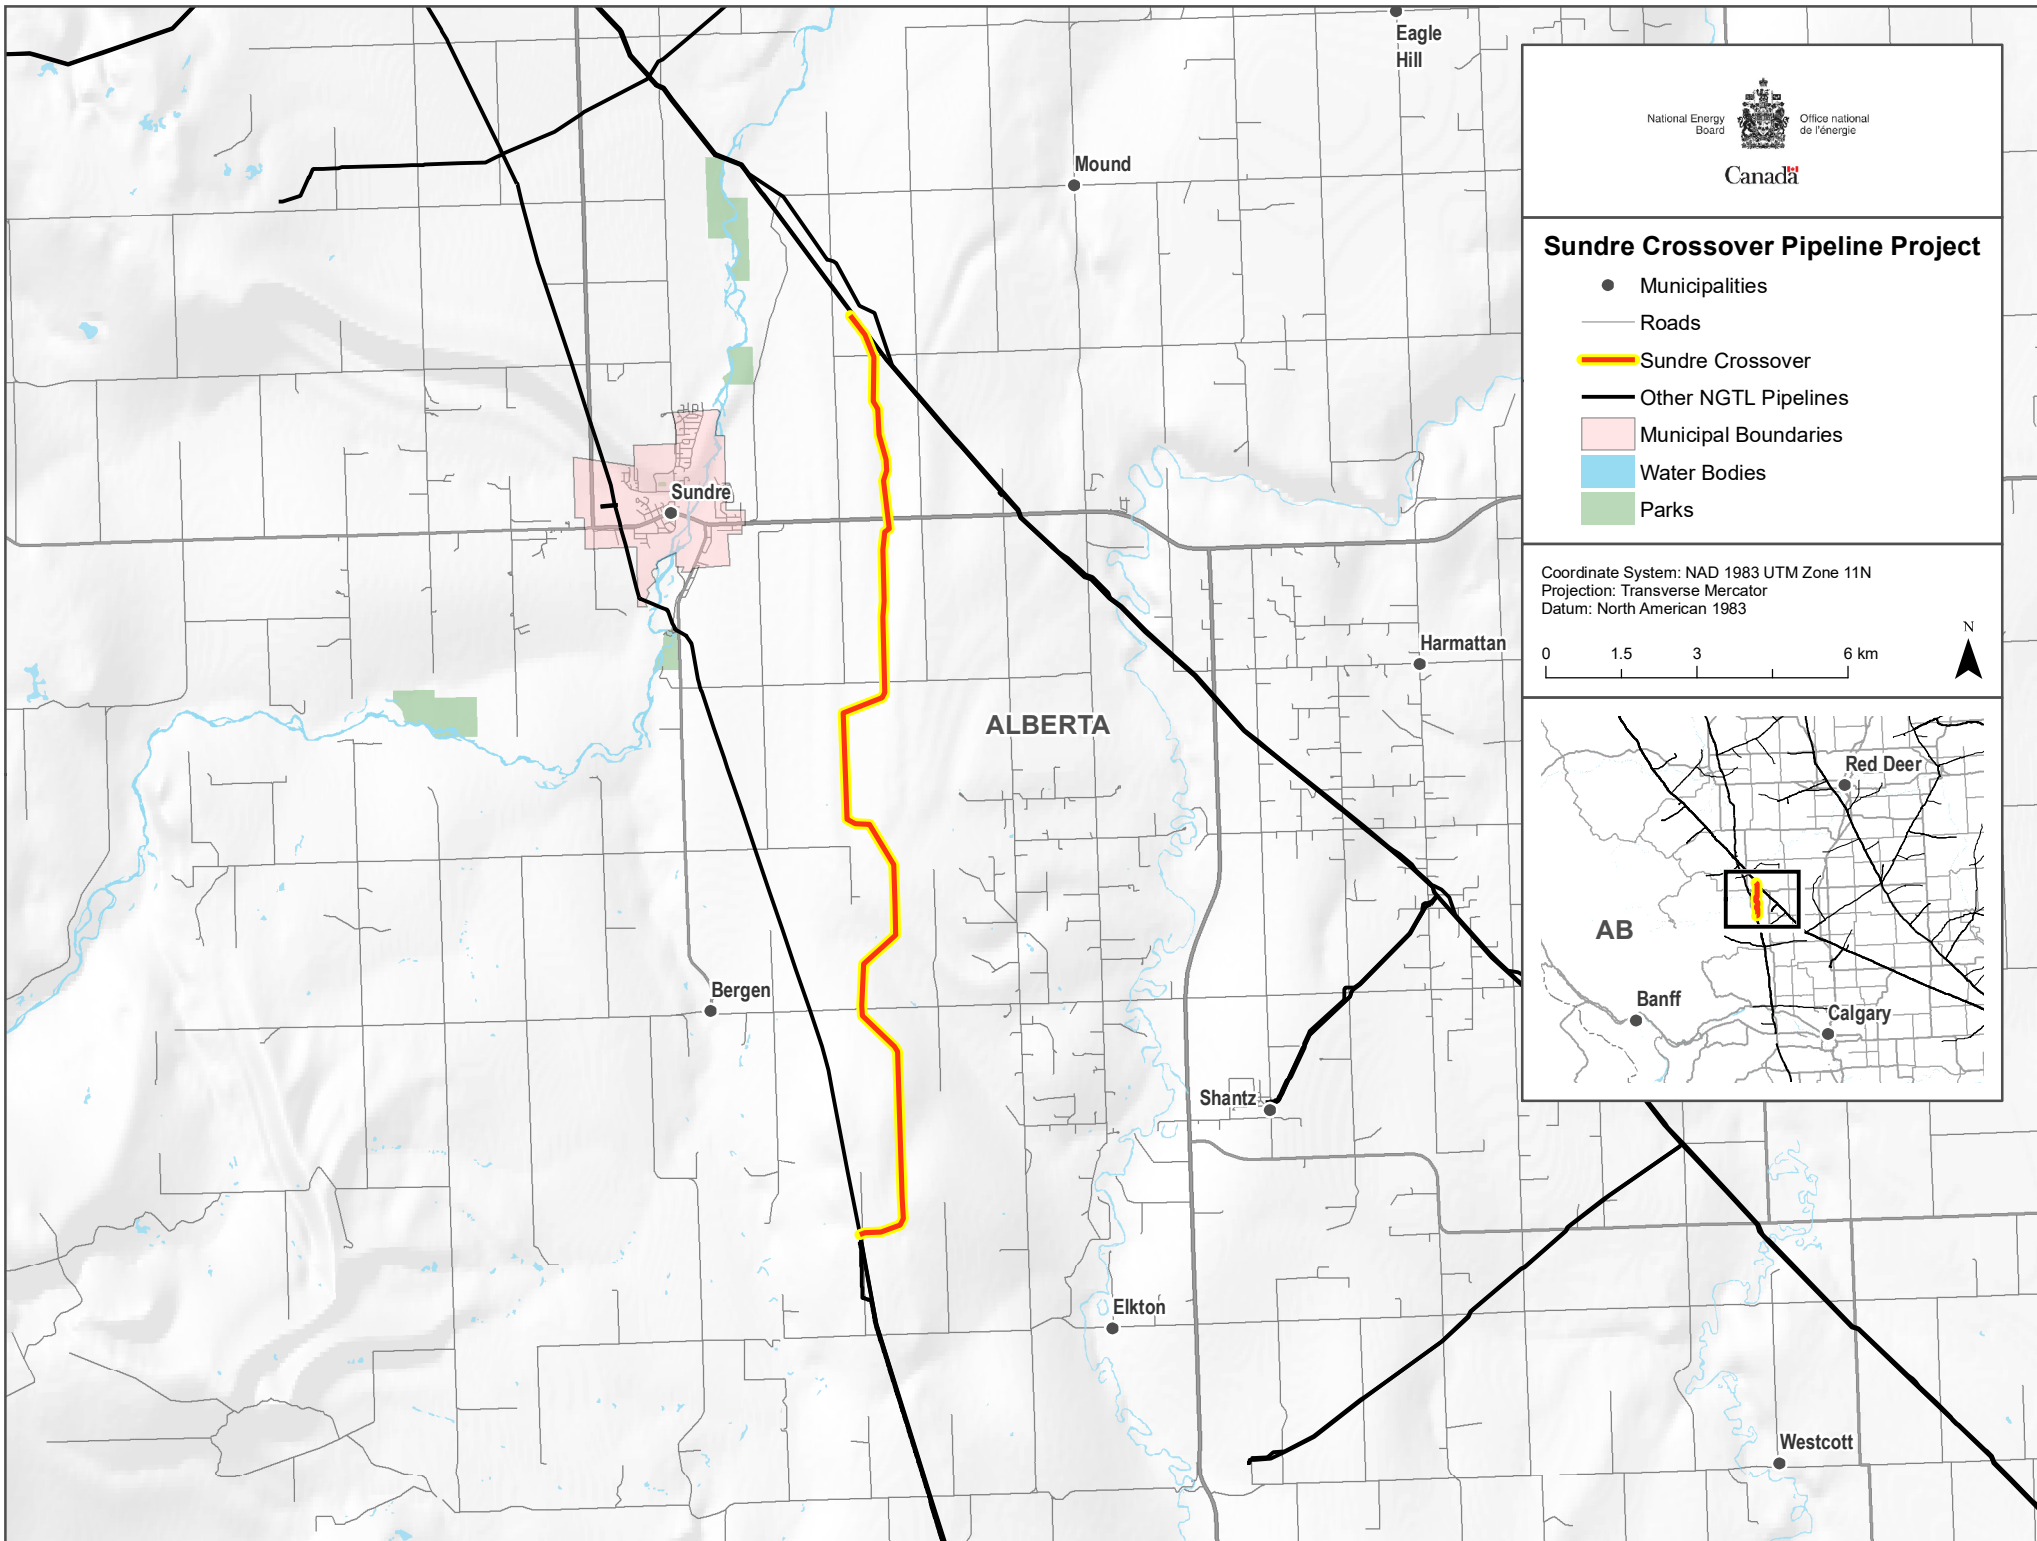 Eagle
Hill
Mound
Sundre
Harmattan
ALBERTA
Bergen
Shantz
Elkton
Westcott
National Energy
Board
Office national
de l'énergie
Canada
Sundre Crossover Pipeline Project
Municipalities
Roads
Sundre Crossover
Other NGTL Pipelines
Municipal Boundaries
Water Bodies
Parks
Coordinate System: NAD 1983 UTM Zone 11N
Projection: Transverse Mercator
Datum: North American 1983
N
0 1.5 3 6 km
Red Deer
AB
Banff
Calgary